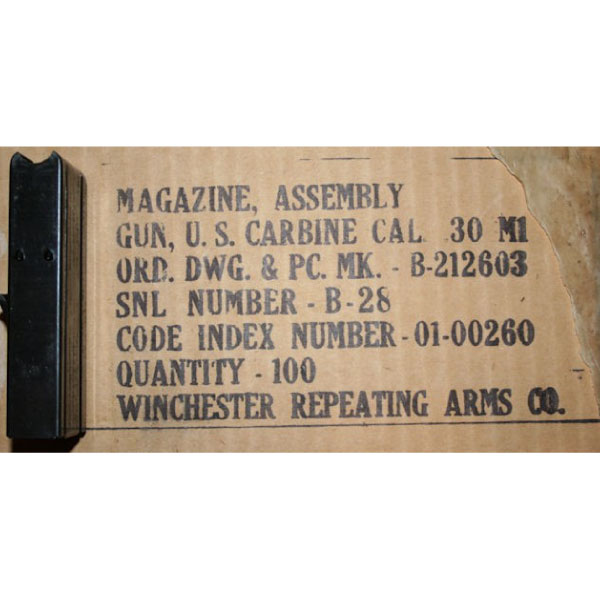 MAGAZINE, ASSEMBLY
GUN, U. S. CARBINE CAL 30 M1
ORD. DWG. & PC. MK. - B-212603
SNL NUMBER - B-28
CODE INDEX NUMBER - 01-00260
QUANTITY - 100
WINCHESTER REPEATING ARMS CO.